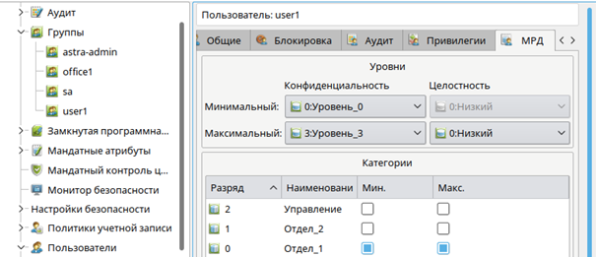 Аудит
Группы
astra-admin
office1
sa
user1
Замкнутая программна...
Мандатные атрибуты
Мандатный контроль ц...
Монитор безопасности
Настройки безопасности
Политики учетной записи
Пользователи
Пользователь: user1
Общие Блокировка Аудит Привилегии МРД
Уровни
Конфиденциальность Целостность
Минимальный: 0:Уровень_0 0:Низкий
Максимальный: 3:Уровень_3 0:Низкий
Категории
Разряд Наименовани Мин. Макс.
2 Управление
1 Отдел_2
0 Отдел_1